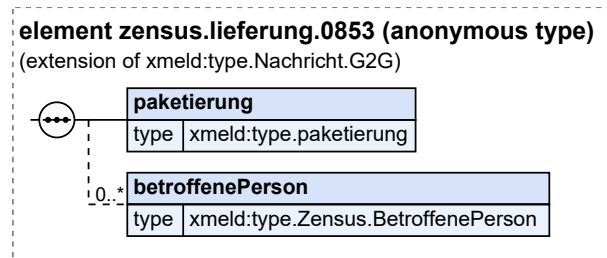 element zensus.lieferung.0853 (anonymous type)
(extension of xmeld:type.Nachricht.G2G)
paketierung
type xmeld:type.paketierung
0..*
betroffenePerson
type xmeld:type.Zensus.BetroffenePerson